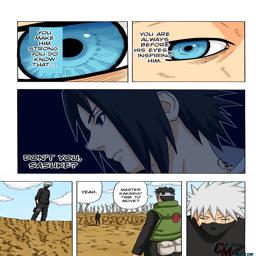 YOU
MAKE
HIM
STRONG
YOU DO
KNOW
THAT...
YOU ARE
ALWAYS
BEFORE
HIS EYES
INSPIRING
HIM.
DON'T YOU,
SASUKE?
YEAH.
MASTER
KAKASHI?
TIME TO
MOVE?